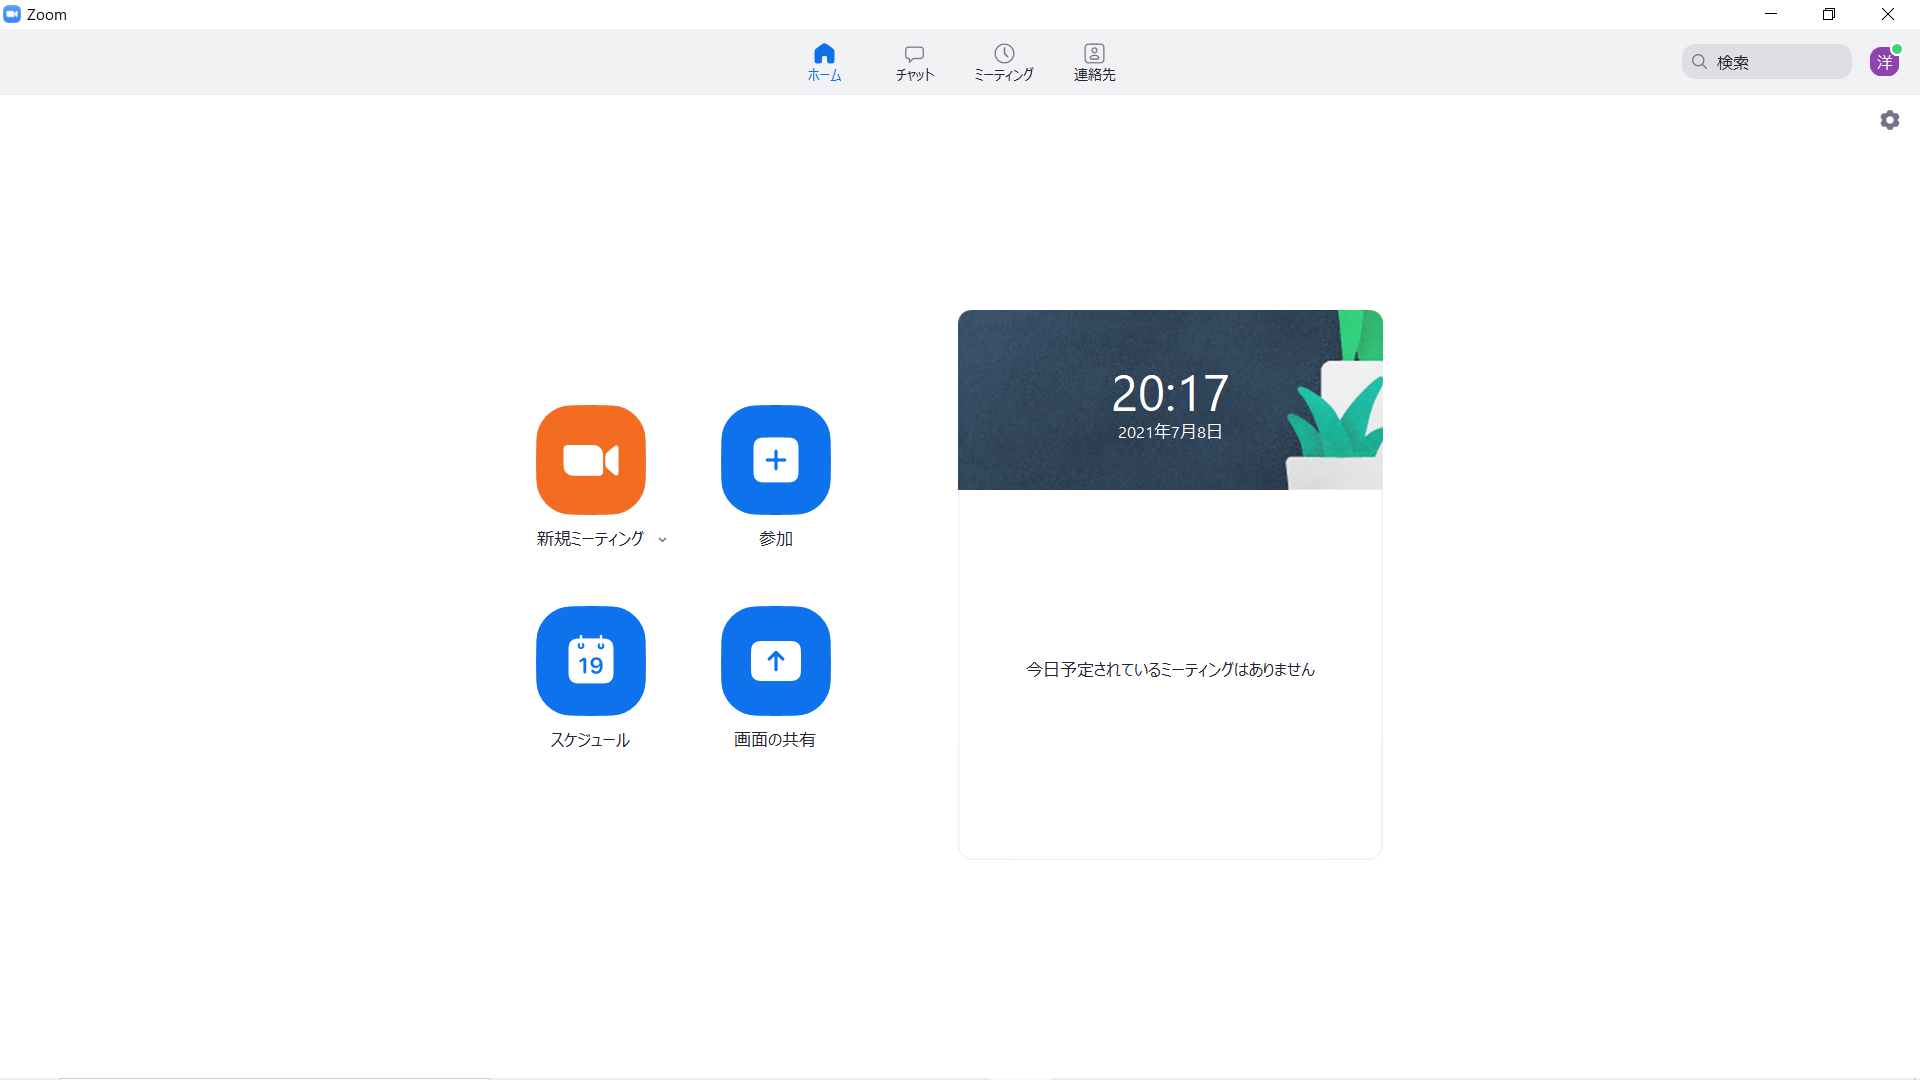 Zoom
ホーム
チャット
ミーティング
連絡先
検索
洋
20:17
2021年7月8日
新規ミーティング
参加
19
スケジュール
画面の共有
今日予定されているミーティングはありません